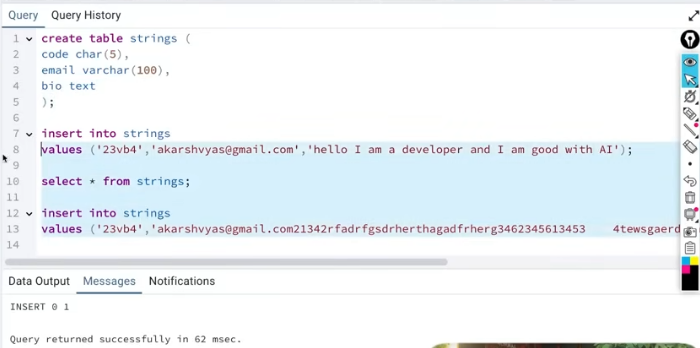 Query Query History
1 create table strings (
2 code char(5),
3 email varchar(100),
4 bio text
5 );
6
7 insert into strings
8 values ('23vb4','akarshvyas@gmail.com','hello I am a developer and I am good with AI');
9
10 select * from strings;
11
12 insert into strings
13 values ('23vb4','akarshvyas@gmail.com21342rfadrfgsdrherthagadfrherg3462345613453 4tewsgaerd
14
Data Output Messages Notifications
INSERT 0 1
Query returned successfully in 62 msec.